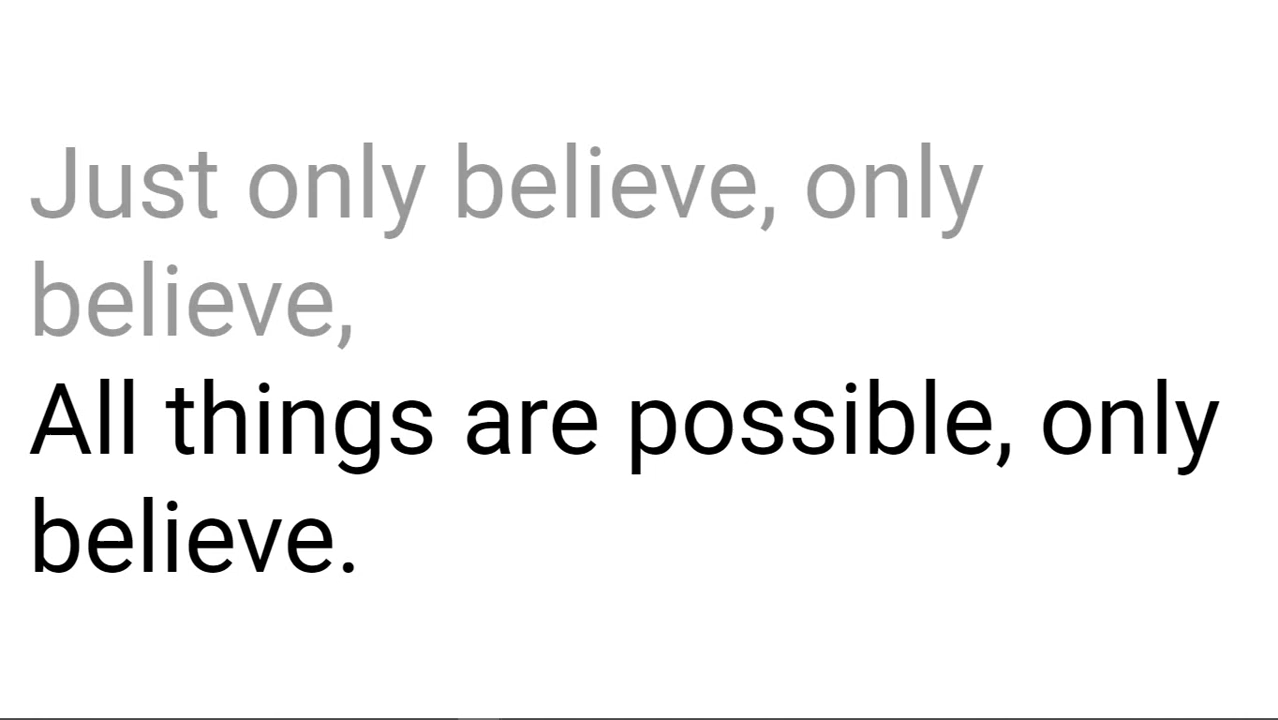 Just only believe, only
believe,
All things are possible, only
believe.